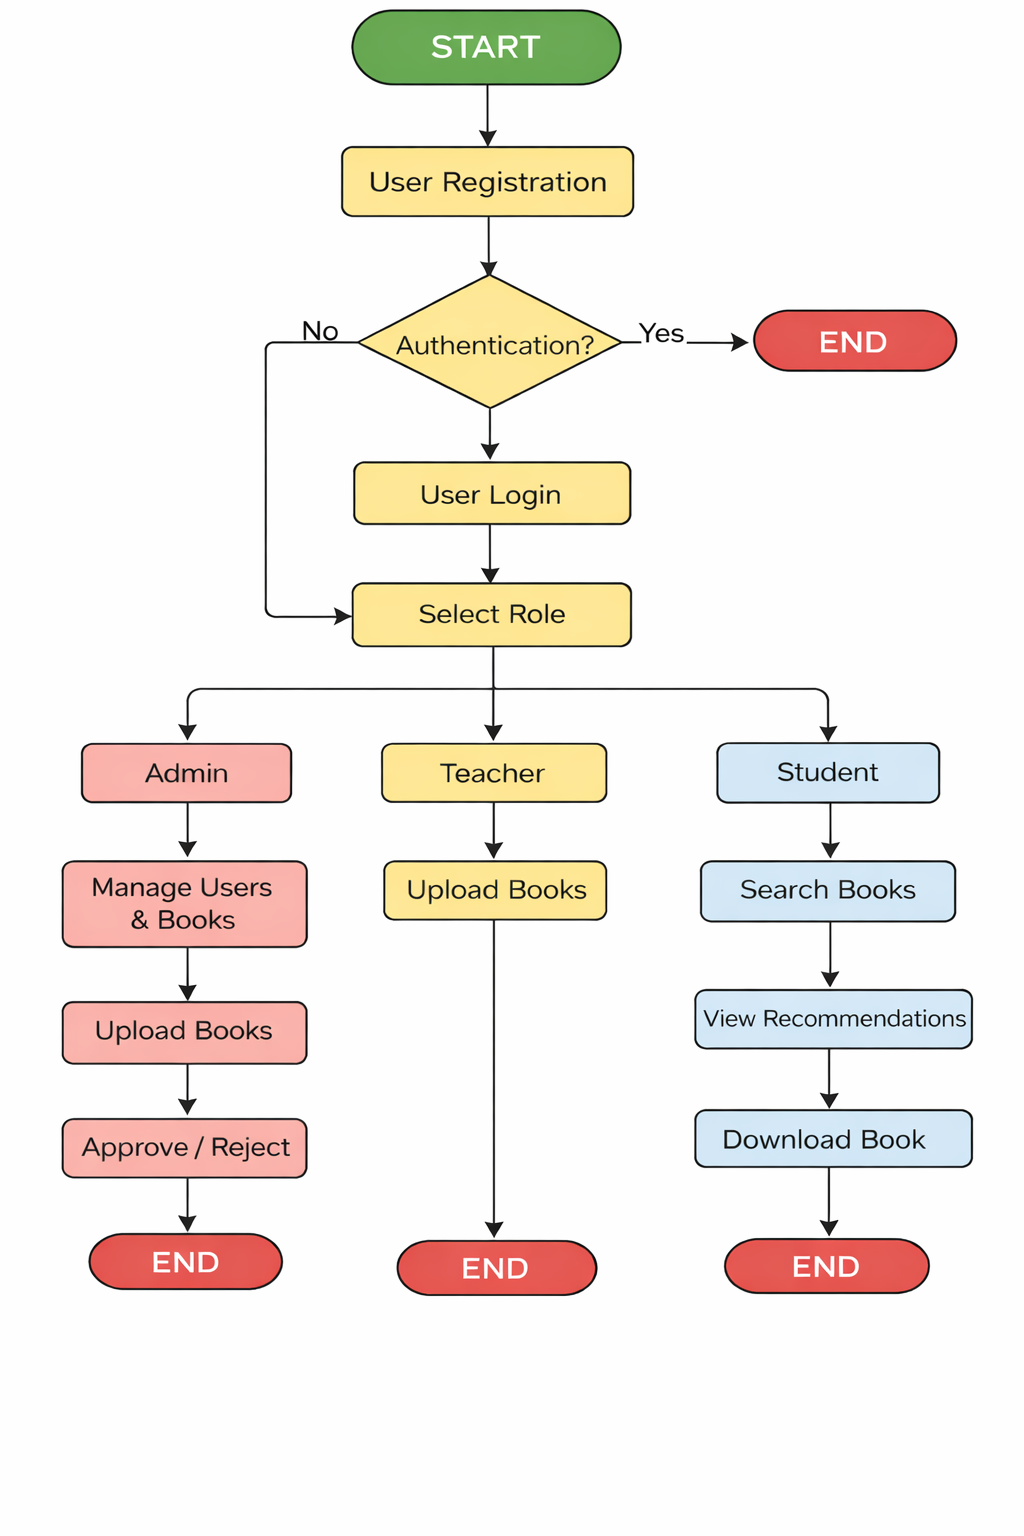 START
User Registration
Authentication?
No
Yes
END
User Login
Select Role
Admin
Teacher
Student
Manage Users
& Books
Upload Books
Search Books
Upload Books
View Recommendations
Approve / Reject
Download Book
END
END
END